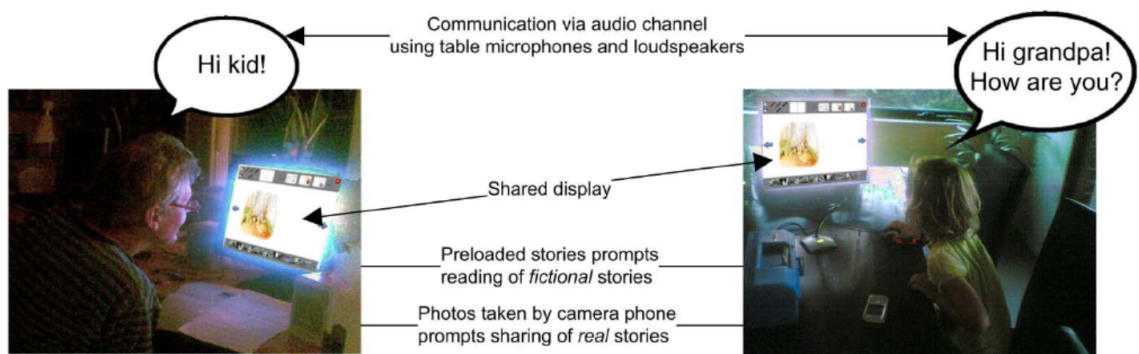 Communication via audio channel
using table microphones and loudspeakers
Hi kid!
Hi grandpa!
How are you?
Shared display
Preloaded stories prompts
reading of fictional stories
Photos taken by camera phone
prompts sharing of real stories